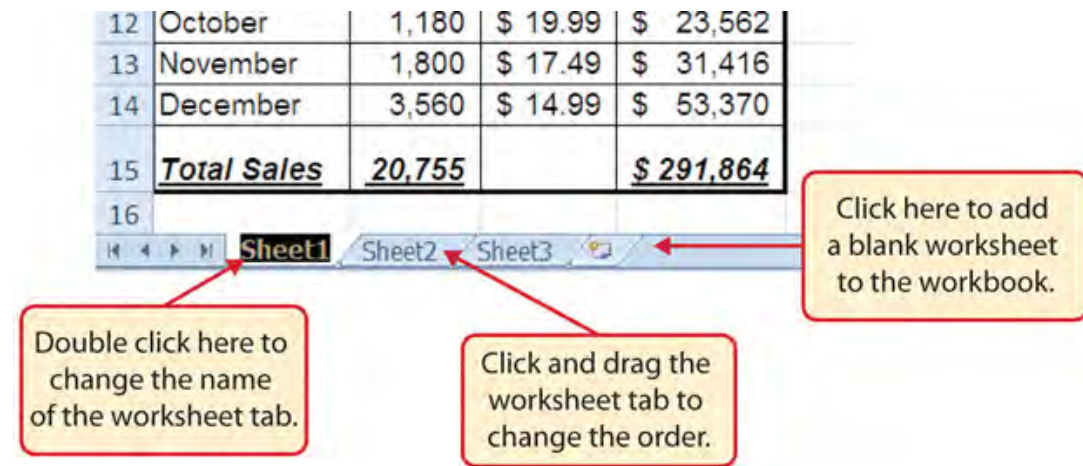 12 October 1,180 $ 19.99 $ 23,562
13 November 1,800 $ 17.49 $ 31,416
14 December 3,560 $ 14.99 $ 53,370
15 Total Sales 20,755 $ 291,864
16
Sheet1 Sheet2 Sheet3
Click here to add
a blank worksheet
to the workbook.
Double click here to
change the name
of the worksheet tab.
Click and drag the
worksheet tab to
change the order.